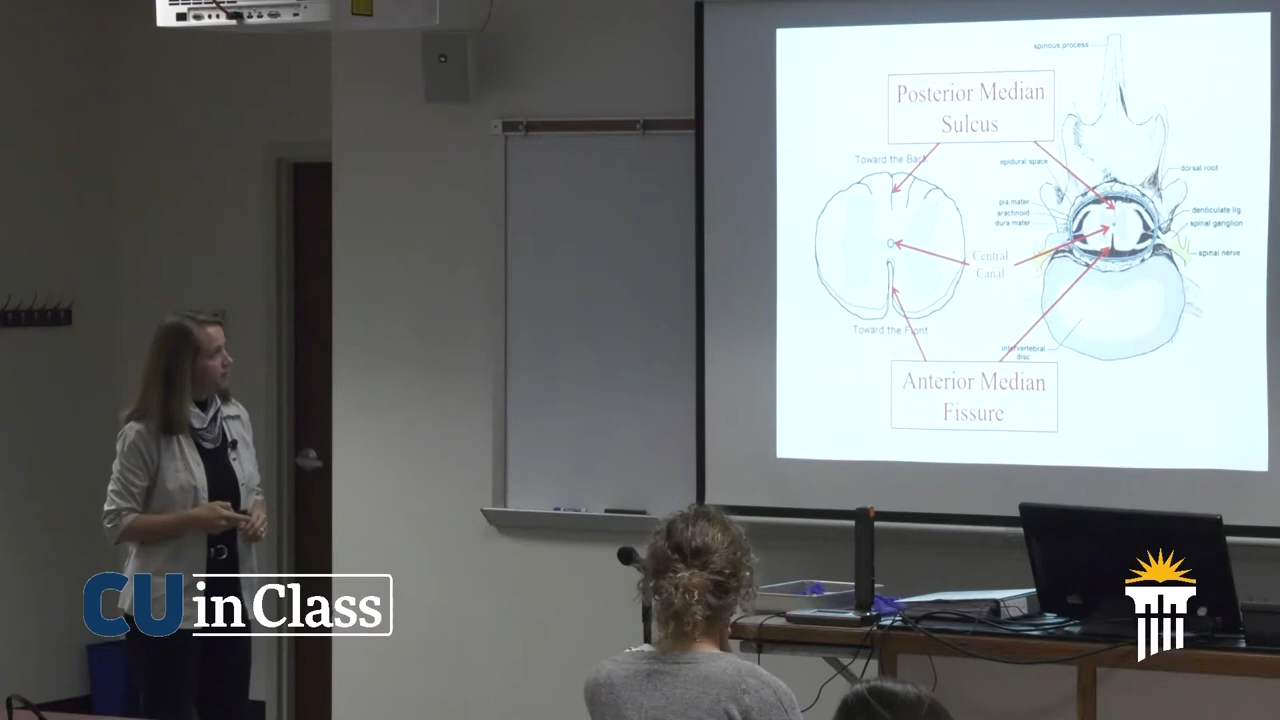 spinous process
Posterior Median
Sulcus
Toward the Back
epidural space
dorsal root
pia mater
arachnoid
dura mater
denticulate lig.
spinal ganglion
spinal nerve
Central
Canal
Toward the Front
intervertebral
disc
Anterior Median
Fissure
CU in Class